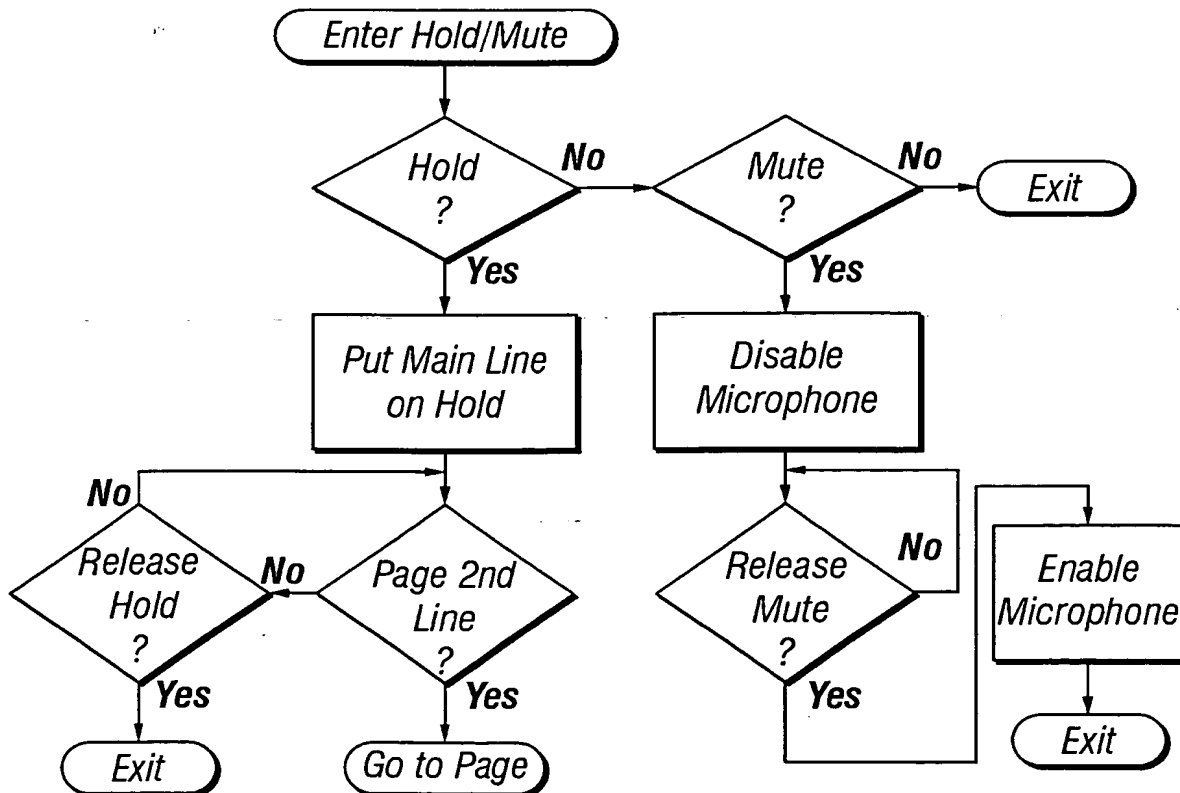 Enter Hold/Mute
Hold
?
No
Mute
?
No
Exit
Yes
Yes
Put Main Line
on Hold
Disable
Microphone
No
Release
Hold
?
No
Page 2nd
Line
?
Release
Mute
?
No
Enable
Microphone
Yes
Yes
Yes
Exit
Go to Page
Exit